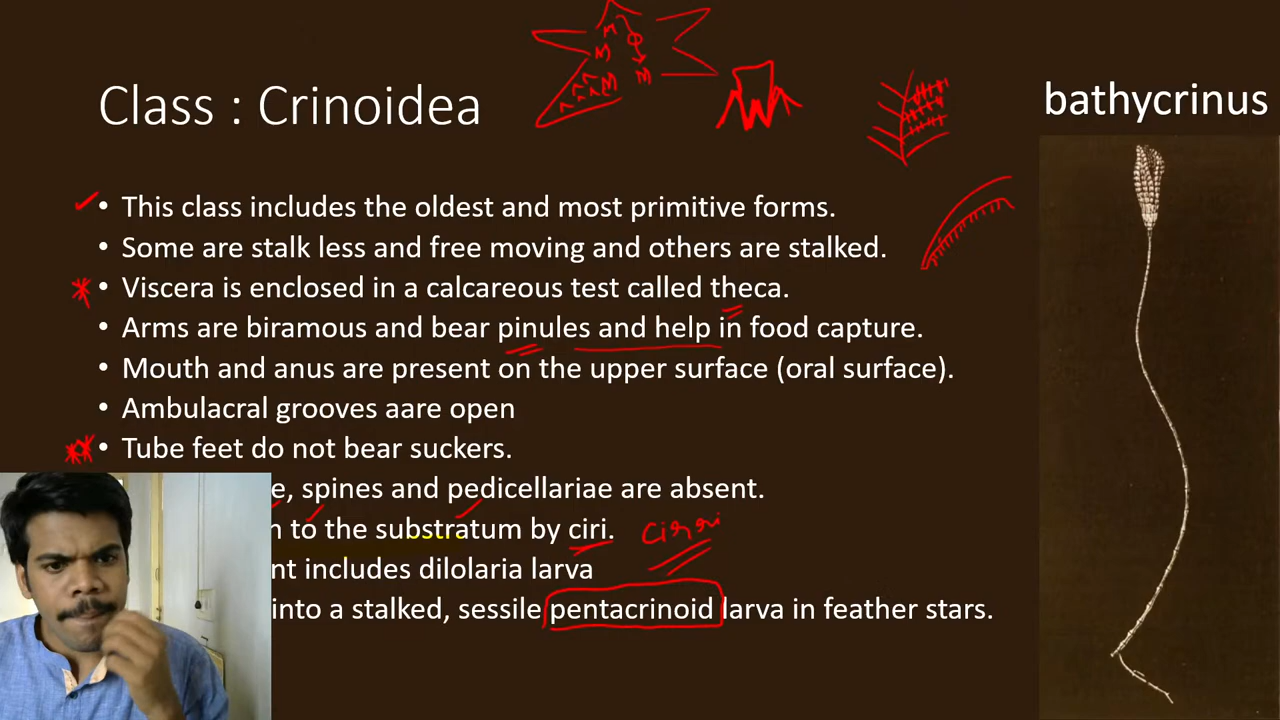 Class : Crinoidea
bathycrinus
• This class includes the oldest and most primitive forms.
• Some are stalk less and free moving and others are stalked.
• Viscera is enclosed in a calcareous test called theca.
• Arms are biramous and bear pinules and help in food capture.
• Mouth and anus are present on the upper surface (oral surface).
• Ambulacral grooves aare open
• Tube feet do not bear suckers.
e, spines and pedicellariae are absent.
to the substratum by ciri. cirri
nt includes dilolaria larva
into a stalked, sessile pentacrinoid larva in feather stars.